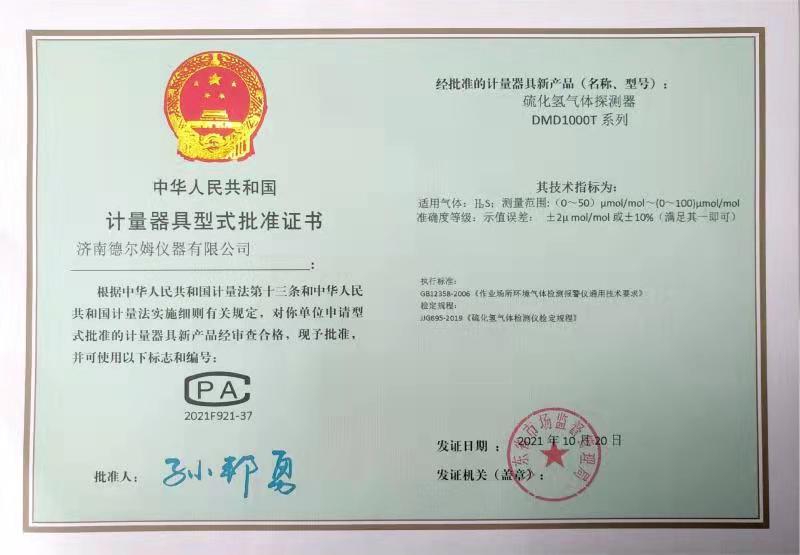 中华人民共和国
计量器具型式批准证书
济南德尔姆仪器有限公司
：
根据中华人民共和国计量法第十三条和中华人民
共和国计量法实施细则有关规定，对你单位申请型
式批准的计量器具新产品经审查合格，现予批准，
并可使用以下标志和编号：
CPA
2021F921-37
批准人：
经批准的计量器具新产品（名称、型号）：
硫化氢气体探测器
DMD1000T 系列
其技术指标为：
适用气体：H₂S；测量范围:（0～50）μmol/mol～(0～100)μmol/mol
准确度等级：示值误差： ±2μ mol/mol 或±10%（满足其一即可）
执行标准：
GB12358-2006《作业场所环境气体检测报警仪通用技术要求》
检定规程：
JJG695-2019《硫化氢气体检测仪检定规程》
发证日期：2021 年 10 月 20 日
发证机关（盖章）：
东省市场监督管理局